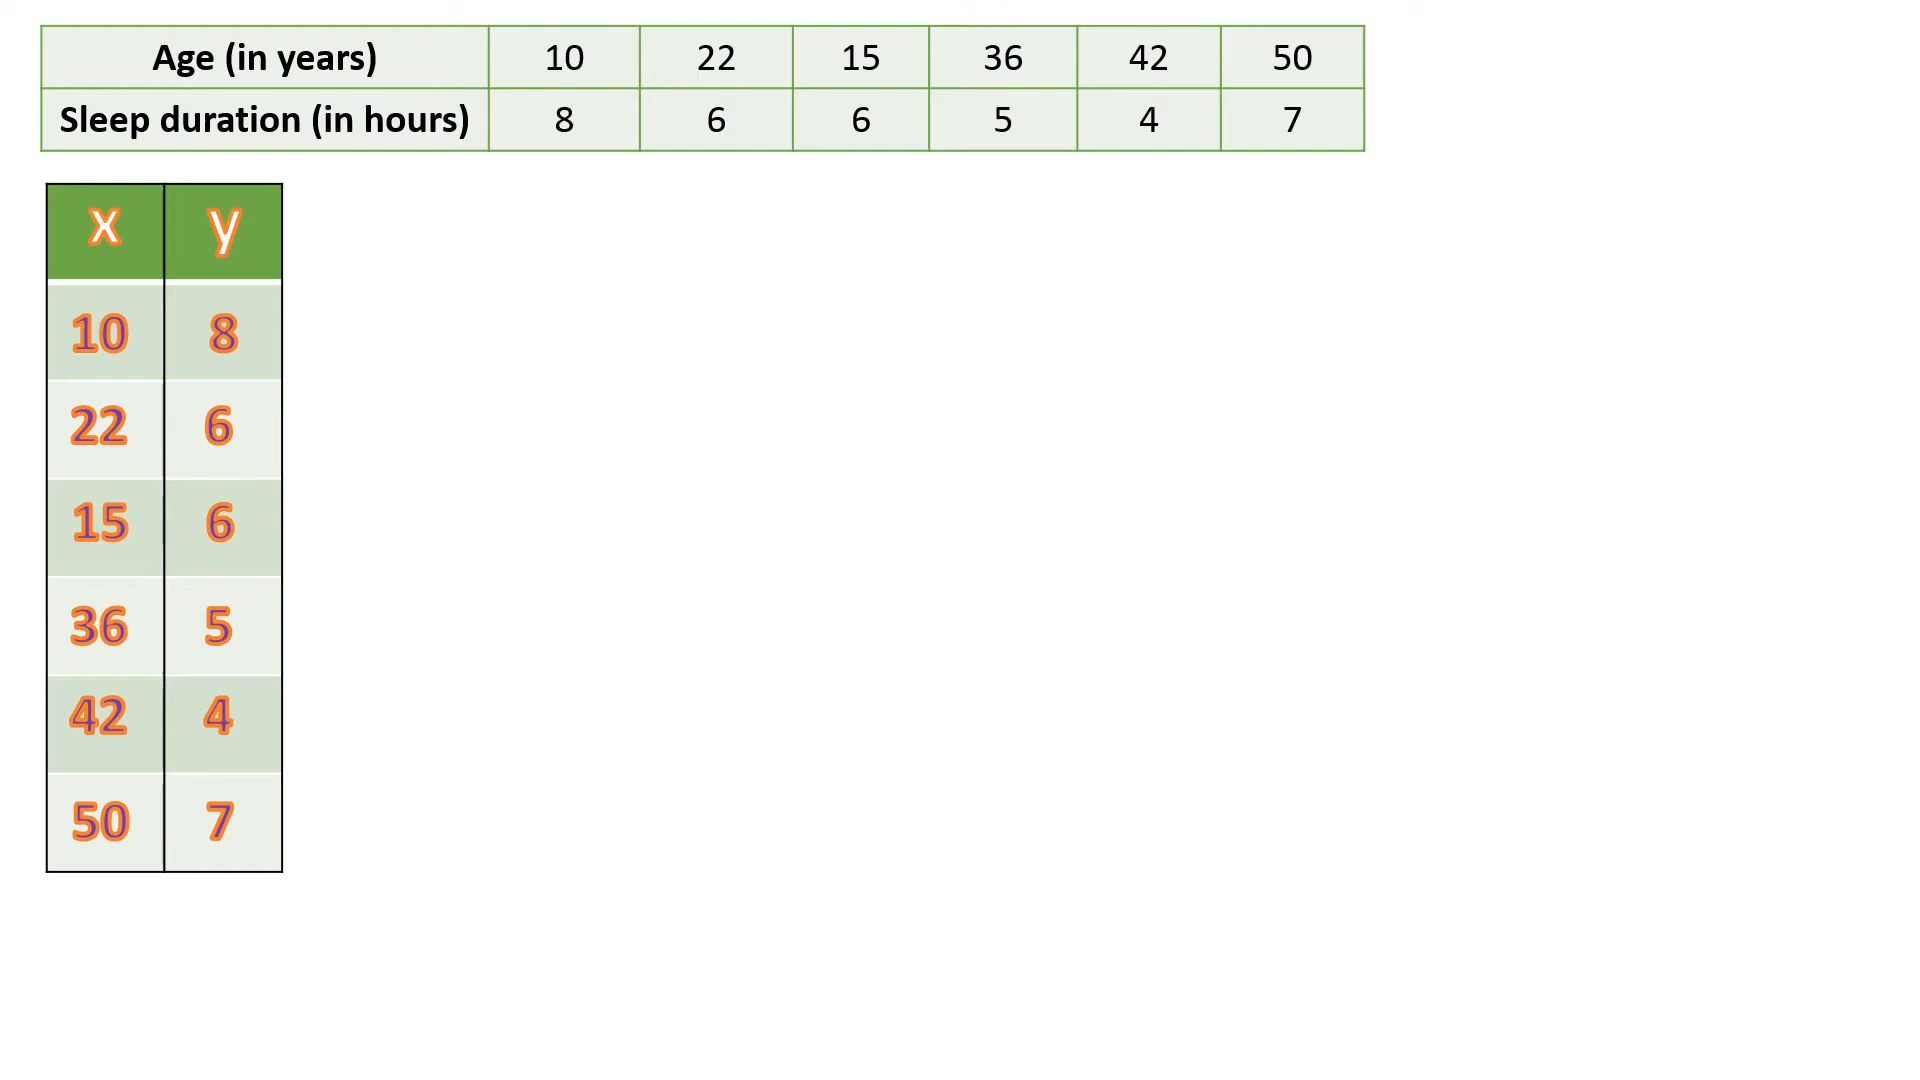 Age (in years) 10 22 15 36 42 50
Sleep duration (in hours) 8 6 6 5 4 7
x y
10 8
22 6
15 6
36 5
42 4
50 7